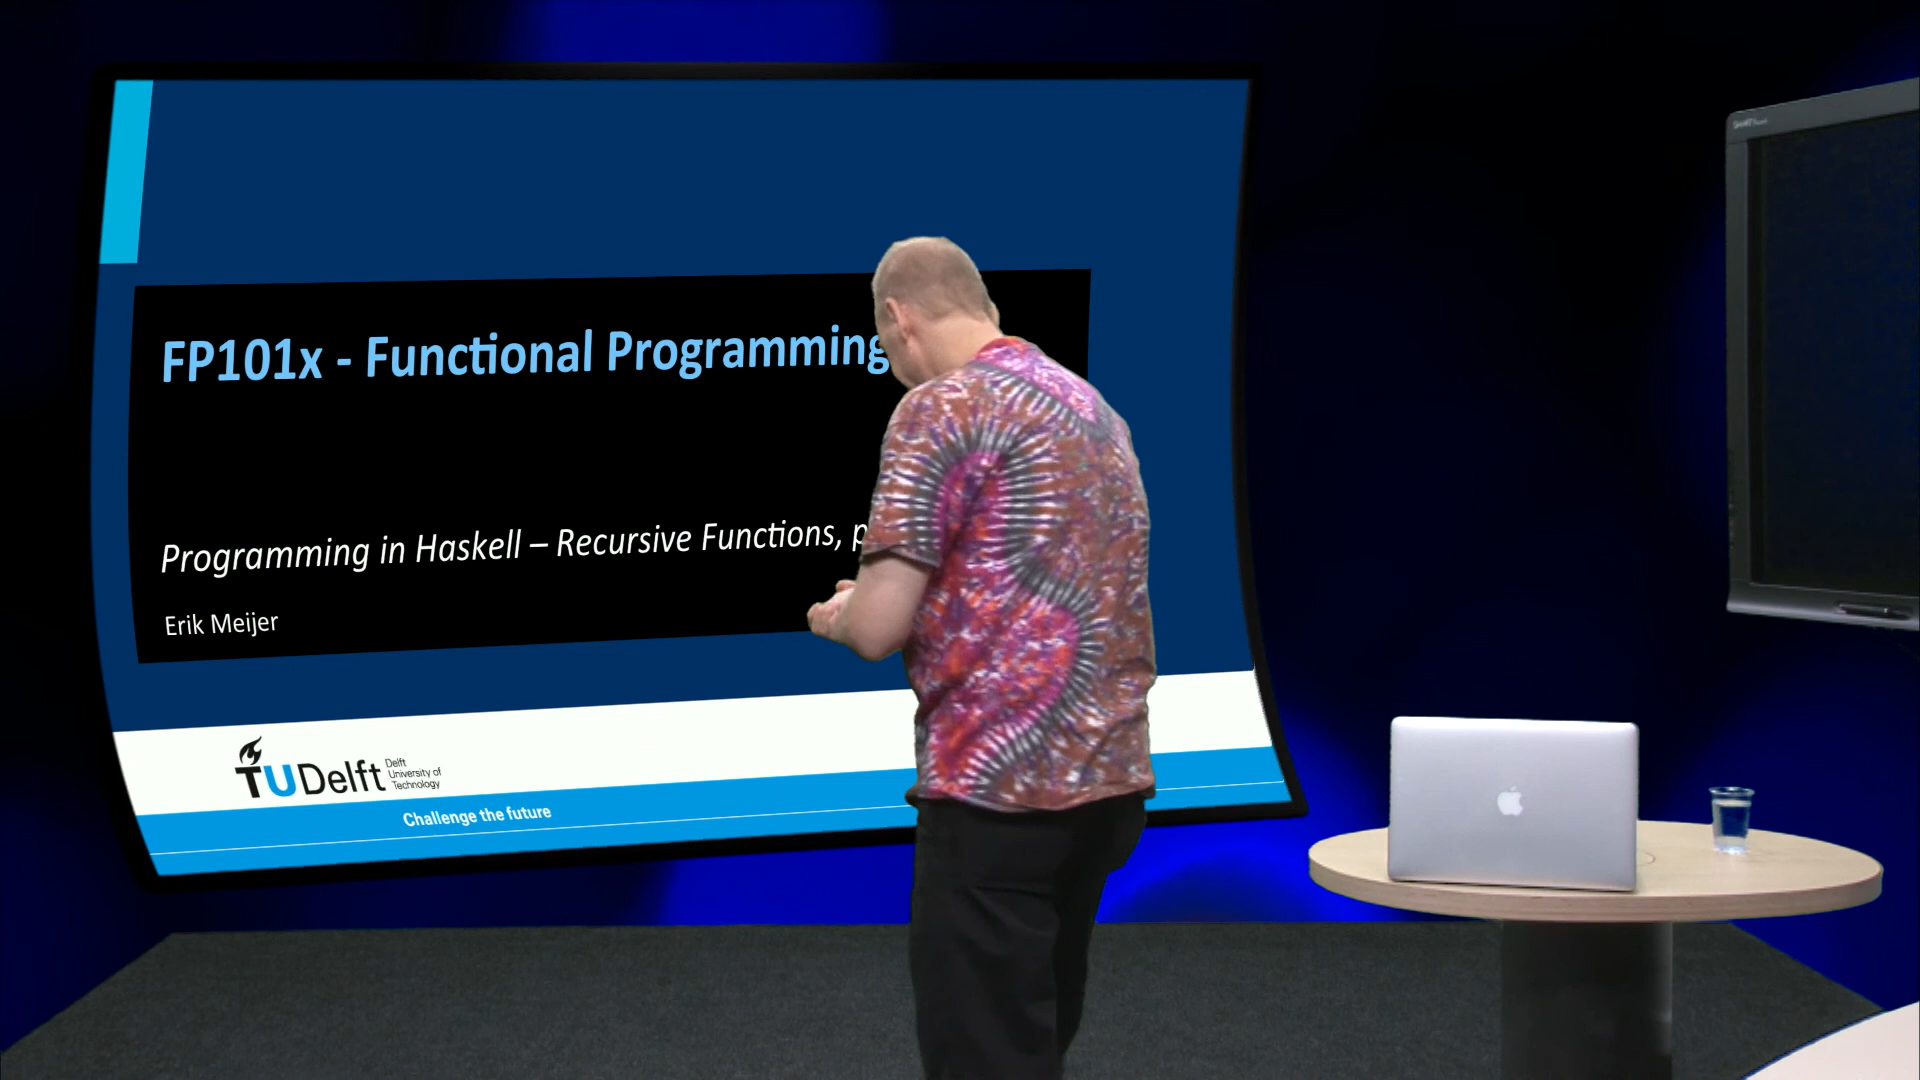 FP101x - Functional Programming
Programming in Haskell – Recursive Functions,
Erik Meijer
TUDelft
Delft
University of
Technology
Challenge the future